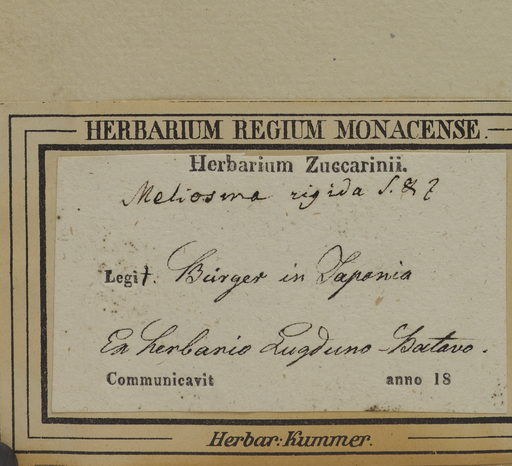 HERBARIUM REGIUM MONACENSE.
Herbarium Zuccarinii.
Meliosma rigida S. & Z
Legit. Bürger in Japonia
Ex herbario Lugduno-Batavo.
Communicavit anno 18
Herbar: Kummer.